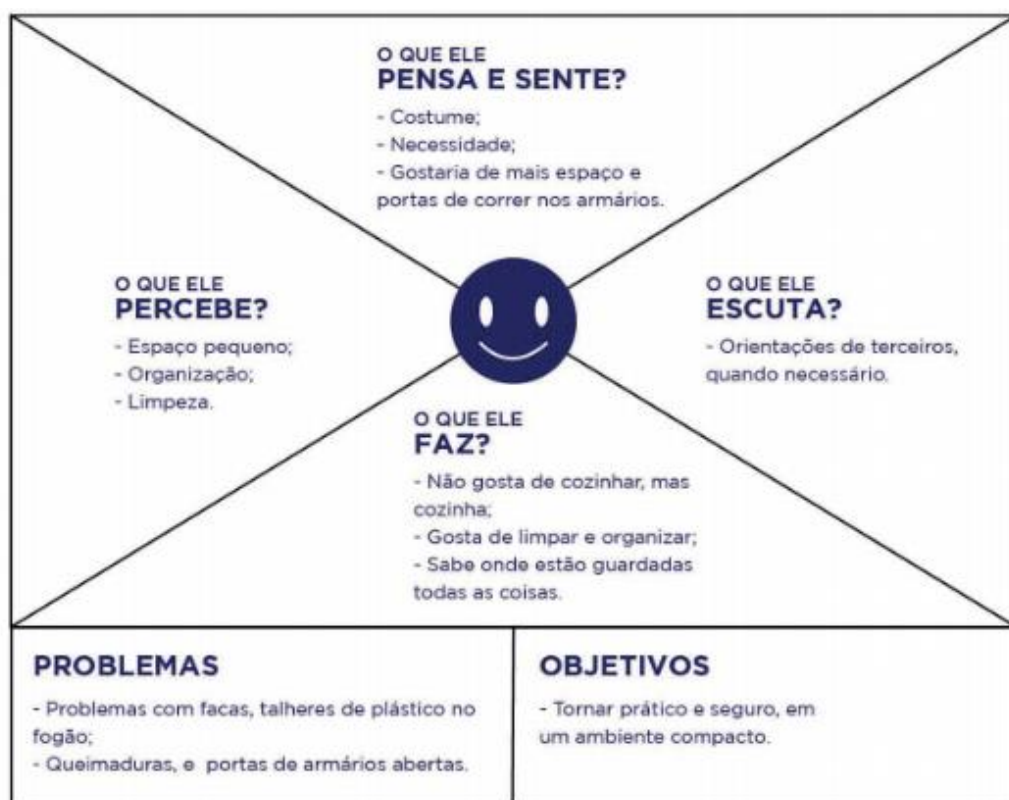 O QUE ELE
PENSA E SENTE?
- Costume;
- Necessidade;
- Gostaria de mais espaço e
portas de correr nos armários.
O QUE ELE
PERCEBE?
- Espaço pequeno;
- Organização;
- Limpeza.
O QUE ELE
ESCUTA?
- Orientações de terceiros,
quando necessário.
O QUE ELE
FAZ?
- Não gosta de cozinhar, mas
cozinha;
- Gosta de limpar e organizar;
- Sabe onde estão guardadas
todas as coisas.
PROBLEMAS
- Problemas com facas, talheres de plástico no
fogão;
- Queimaduras, e portas de armários abertas.
OBJETIVOS
- Tornar prático e seguro, em
um ambiente compacto.